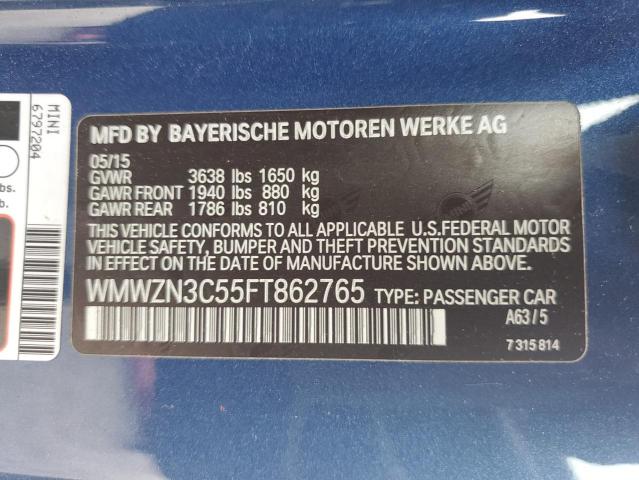 MFD BY BAYERISCHE MOTOREN WERKE AG
05/15
GVWR 3638 lbs 1650 kg
GAWR FRONT 1940 lbs 880 kg
GAWR REAR 1786 lbs 810 kg
THIS VEHICLE CONFORMS TO ALL APPLICABLE U.S.FEDERAL MOTOR
VEHICLE SAFETY, BUMPER AND THEFT PREVENTION STANDARDS
IN EFFECT ON THE DATE OF MANUFACTURE SHOWN ABOVE.
WMWZN3C55FT862765 TYPE: PASSENGER CAR
A63/5
7 315 814
MINI
6797204
bs.
b.